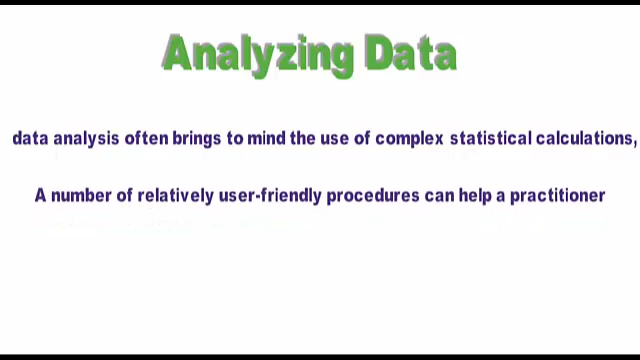 Analyzing Data
data analysis often brings to mind the use of complex statistical calculations,
A number of relatively user-friendly procedures can help a practitioner